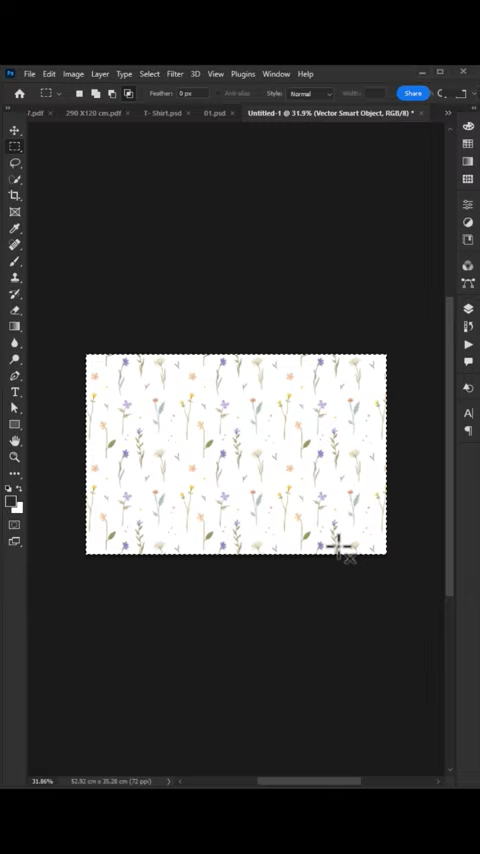 Ps File Edit Image Layer Type Select Filter 3D View Plugins Window Help
Feather: 0 px Anti-alias Style: Normal Width: Share
.pdf × 290 X120 cm.pdf × T- Shirt.psd × 01.psd × Untitled-1 @ 31.9% (Vector Smart Object, RGB/8) * ×
31.86% 52.92 cm x 35.28 cm (72 ppi)